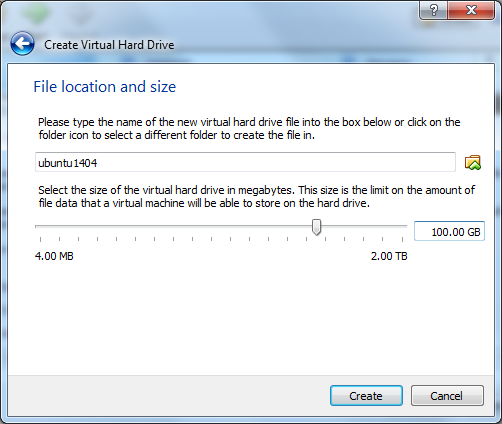 Create Virtual Hard Drive
File location and size
Please type the name of the new virtual hard drive file into the box below or click on the
folder icon to select a different folder to create the file in.
ubuntu1404
Select the size of the virtual hard drive in megabytes. This size is the limit on the amount of
file data that a virtual machine will be able to store on the hard drive.
100.00 GB
4.00 MB 2.00 TB
Create Cancel